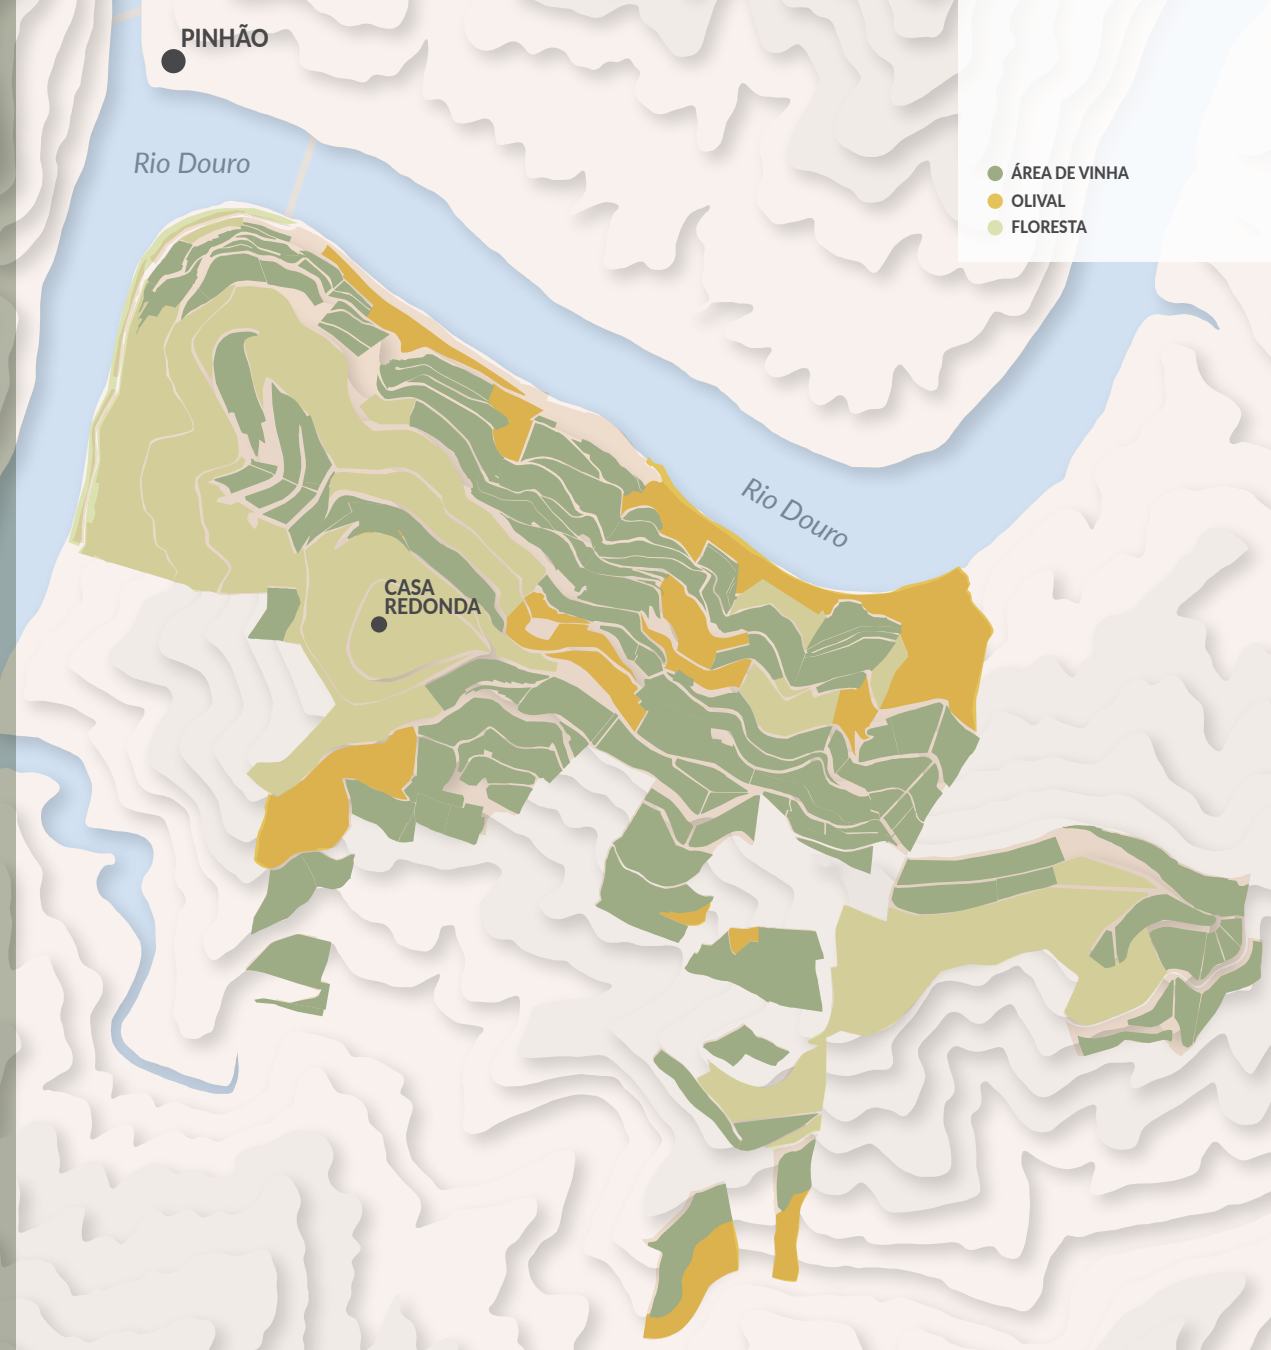 PINHÃO
Rio Douro
ÁREA DE VINHA
OLIVAL
FLORESTA
Rio Douro
CASA
REDONDA